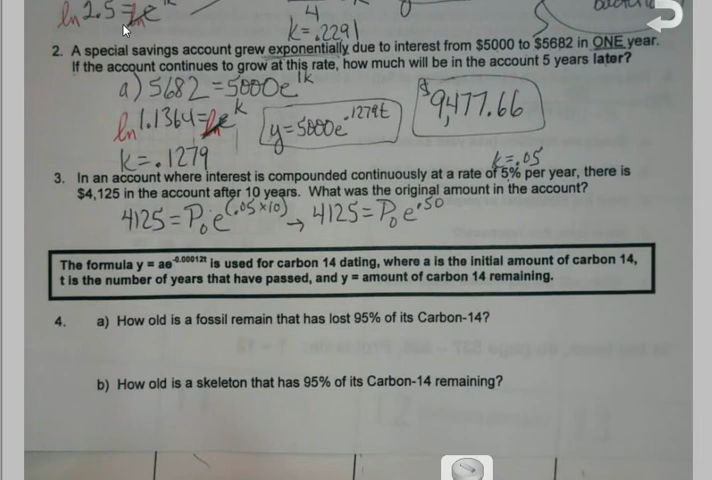 ln 2.5 = ln e
4
k=.2291
2. A special savings account grew exponentially due to interest from $5000 to $5682 in ONE year.
If the account continues to grow at this rate, how much will be in the account 5 years later?
a) 5682 = 5000e^1k
ln 1.1364 = ln e^k
y = 5000e^.1279t
$9,477.66
k = .1279
k=.05
3. In an account where interest is compounded continuously at a rate of 5% per year, there is
$4,125 in the account after 10 years. What was the original amount in the account?
4125 = P₀e^(.05×10) → 4125 = P₀e^.50
The formula y = ae^-0.00012t is used for carbon 14 dating, where a is the initial amount of carbon 14,
t is the number of years that have passed, and y = amount of carbon 14 remaining.
4. a) How old is a fossil remain that has lost 95% of its Carbon-14?
b) How old is a skeleton that has 95% of its Carbon-14 remaining?